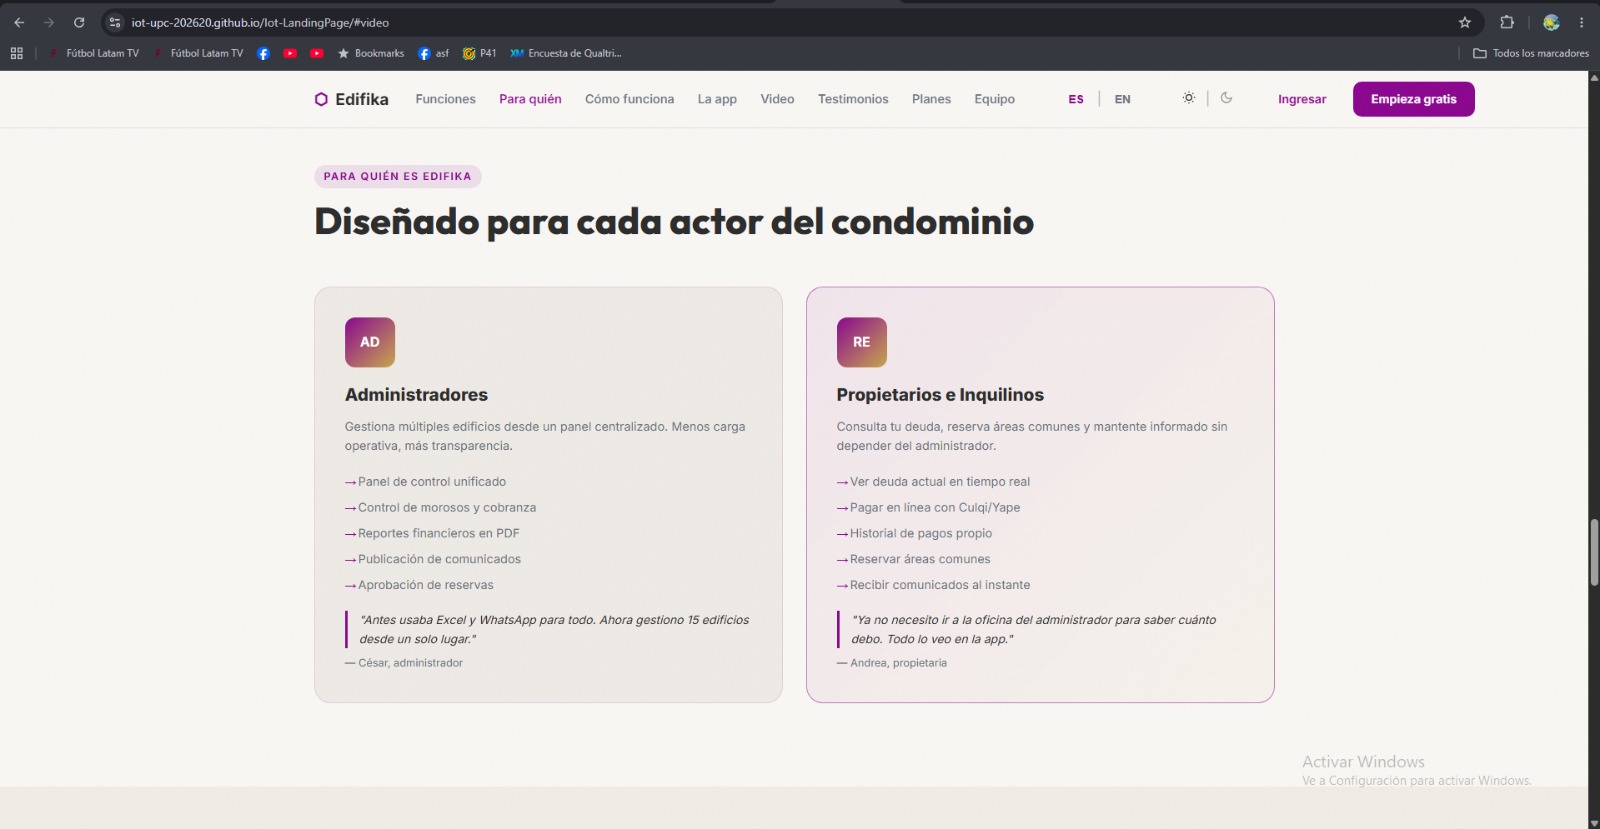 iot-upc-202620.github.io/Iot-LandingPage/#video
Fútbol Latam TV
Fútbol Latam TV
Bookmarks
asf
P41
XM
Encuesta de Qualtri...
Todos los marcadores
Edifika
Funciones
Para quién
Cómo funciona
La app
Video
Testimonios
Planes
Equipo
ES
EN
Ingresar
Empieza gratis
PARA QUIÉN ES EDIFIKA
Diseñado para cada actor del condominio
AD
Administradores
Gestiona múltiples edificios desde un panel centralizado. Menos carga
operativa, más transparencia.
→Panel de control unificado
→Control de morosos y cobranza
→Reportes financieros en PDF
→Publicación de comunicados
→Aprobación de reservas
"Antes usaba Excel y WhatsApp para todo. Ahora gestiono 15 edificios
desde un solo lugar."
— César, administrador
RE
Propietarios e Inquilinos
Consulta tu deuda, reserva áreas comunes y mantente informado sin
depender del administrador.
→Ver deuda actual en tiempo real
→Pagar en línea con Culqi/Yape
→Historial de pagos propio
→Reservar áreas comunes
→Recibir comunicados al instante
"Ya no necesito ir a la oficina del administrador para saber cuánto
debo. Todo lo veo en la app."
— Andrea, propietaria
Activar Windows
Ve a Configuración para activar Windows.